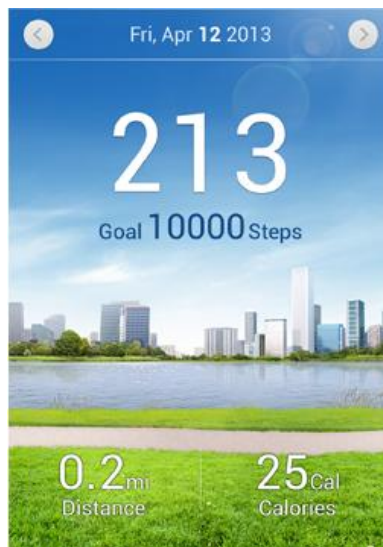 Fri, Apr 12 2013
213
Goal 10000 Steps
0.2mi 25Cal
Distance Calories